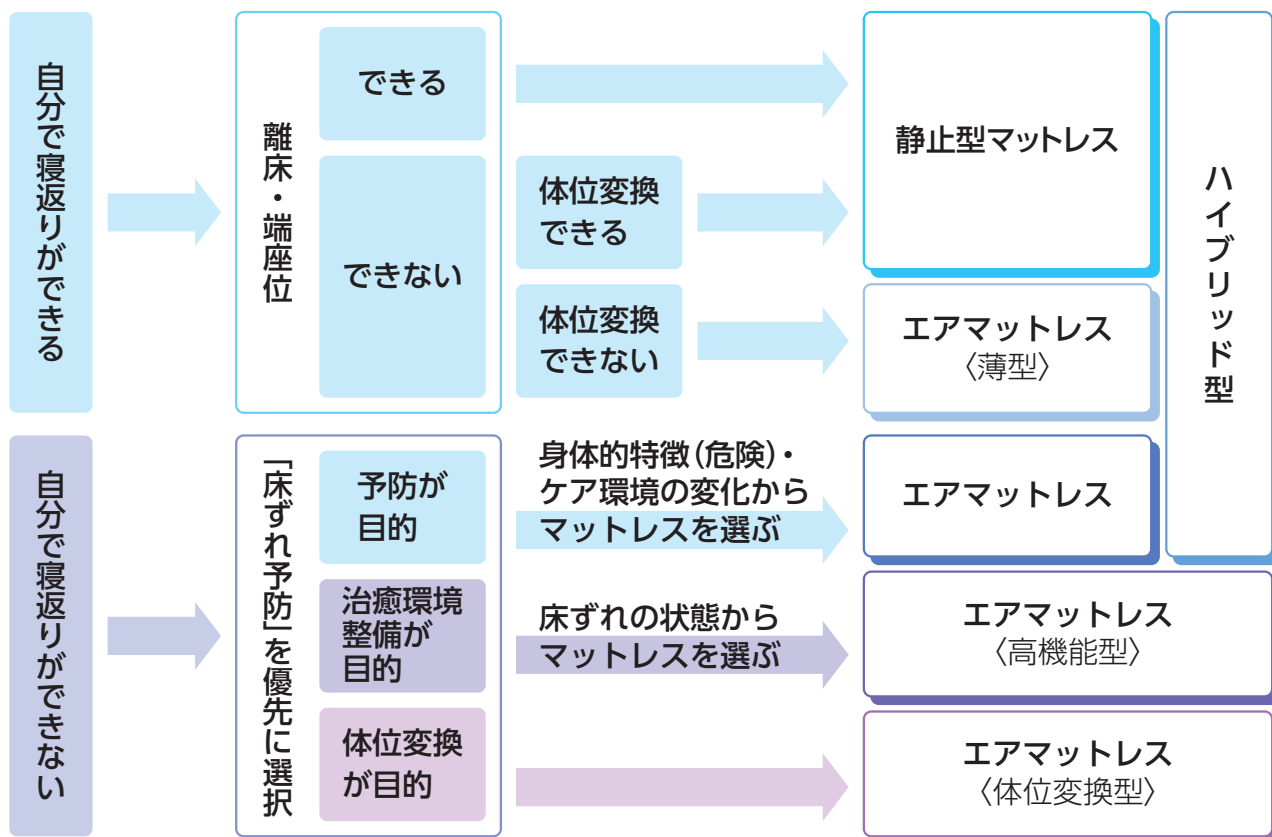 自分で寝返りができる
離床・端座位
できる
できない
体位変換
できる
体位変換
できない
静止型マットレス
エアマットレス
〈薄型〉
ハイブリッド型
自分で寝返りができない
「床ずれ予防」を優先に選択
予防が
目的
身体的特徴(危険)・
ケア環境の変化から
マットレスを選ぶ
エアマットレス
治癒環境
整備が
目的
床ずれの状態から
マットレスを選ぶ
エアマットレス
〈高機能型〉
体位変換
が目的
エアマットレス
〈体位変換型〉